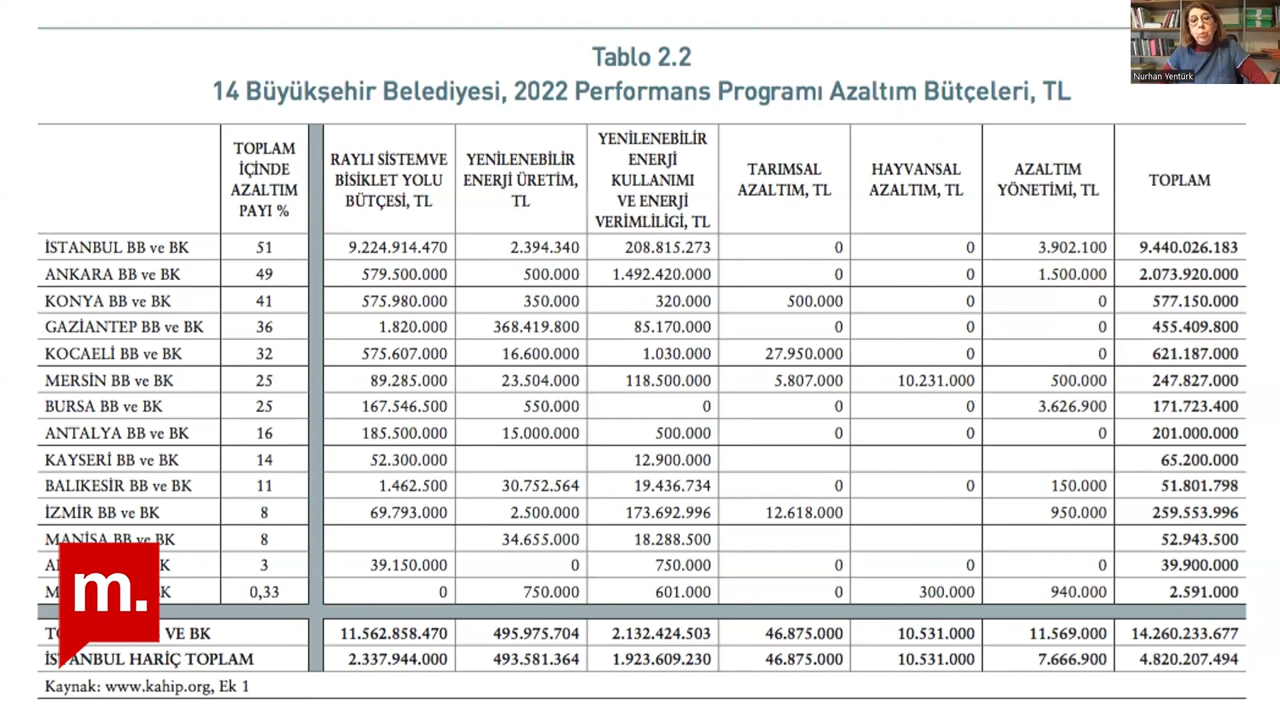 Nurhan Yentürk
Tablo 2.2
14 Büyükşehir Belediyesi, 2022 Performans Programı Azaltım Bütçeleri, TL
TOPLAM İÇİNDE AZALTIM PAYI % RAYLI SİSTEMVE BİSİKLET YOLU BÜTÇESİ, TL YENİLENEBİLİR ENERJİ ÜRETİM, TL YENİLENEBİLİR ENERJİ KULLANIMI VE ENERJİ VERİMLİLİGİ, TL TARIMSAL AZALTIM, TL HAYVANSAL AZALTIM, TL AZALTIM YÖNETİMİ, TL TOPLAM
İSTANBUL BB ve BK 51 9.224.914.470 2.394.340 208.815.273 0 0 3.902.100 9.440.026.183
ANKARA BB ve BK 49 579.500.000 500.000 1.492.420.000 0 0 1.500.000 2.073.920.000
KONYA BB ve BK 41 575.980.000 350.000 320.000 500.000 0 0 577.150.000
GAZİANTEP BB ve BK 36 1.820.000 368.419.800 85.170.000 0 0 0 455.409.800
KOCAELİ BB ve BK 32 575.607.000 16.600.000 1.030.000 27.950.000 0 0 621.187.000
MERSİN BB ve BK 25 89.285.000 23.504.000 118.500.000 5.807.000 10.231.000 500.000 247.827.000
BURSA BB ve BK 25 167.546.500 550.000 0 0 0 3.626.900 171.723.400
ANTALYA BB ve BK 16 185.500.000 15.000.000 500.000 0 0 0 201.000.000
KAYSERİ BB ve BK 14 52.300.000 12.900.000 65.200.000
BALIKESİR BB ve BK 11 1.462.500 30.752.564 19.436.734 0 0 150.000 51.801.798
İZMİR BB ve BK 8 69.793.000 2.500.000 173.692.996 12.618.000 950.000 259.553.996
MANİSA BB ve BK 8 34.655.000 18.288.500 52.943.500
K 3 39.150.000 0 750.000 0 0 0 39.900.000
K 0,33 0 750.000 601.000 0 300.000 940.000 2.591.000
VE BK 11.562.858.470 495.975.704 2.132.424.503 46.875.000 10.531.000 11.569.000 14.260.233.677
İSTANBUL HARİÇ TOPLAM 2.337.944.000 493.581.364 1.923.609.230 46.875.000 10.531.000 7.666.900 4.820.207.494
Kaynak: www.kahip.org, Ek 1
m.